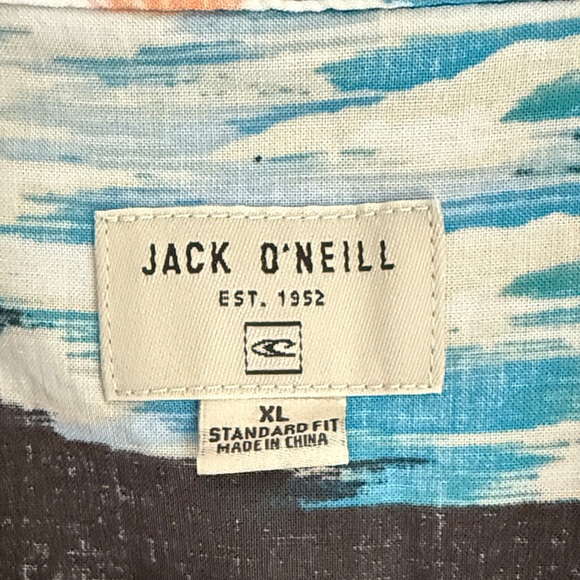 JACK O'NEILL
EST. 1952
XL
STANDARD FIT
MADE IN CHINA